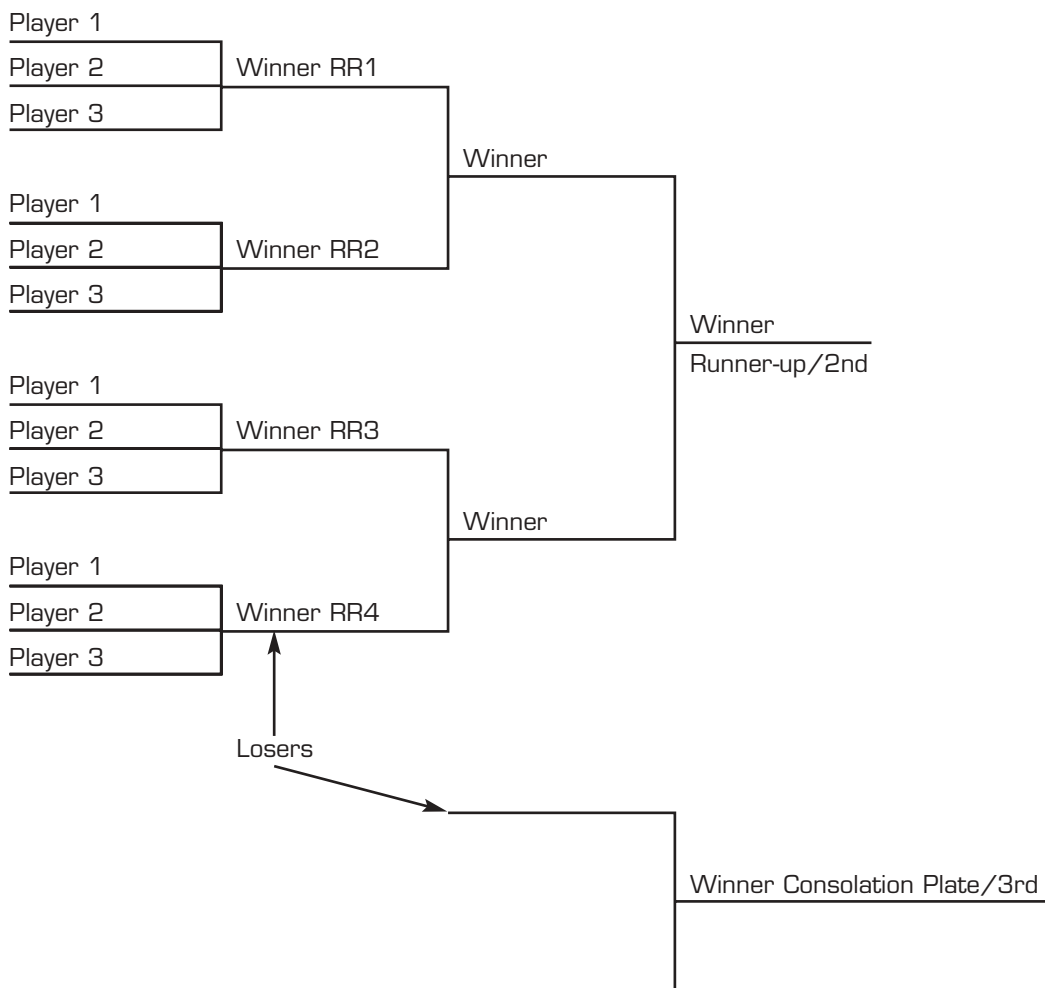 Player 1
Player 2
Winner RR1
Player 3
Winner
Player 1
Player 2
Winner RR2
Player 3
Winner
Runner-up/2nd
Player 1
Player 2
Winner RR3
Player 3
Winner
Player 1
Player 2
Winner RR4
Player 3
Losers
Winner Consolation Plate/3rd